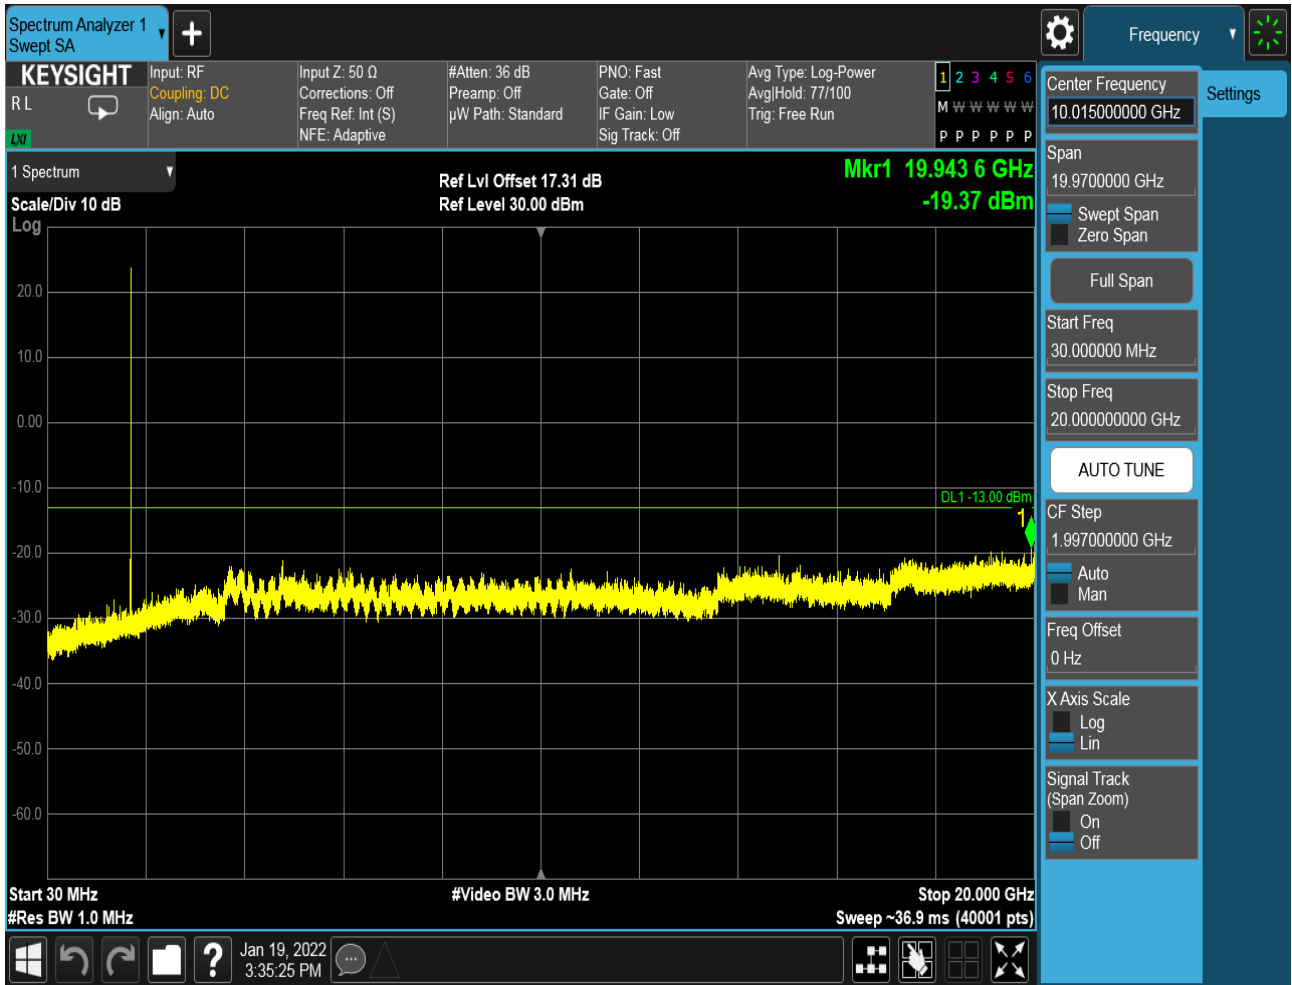 Spectrum Analyzer 1
Swept SA
Frequency
KEYSIGHT
R L
LXI
Input: RF
Coupling: DC
Align: Auto
Input Z: 50 Ω
Corrections: Off
Freq Ref: Int (S)
NFE: Adaptive
#Atten: 36 dB
Preamp: Off
µW Path: Standard
PNO: Fast
Gate: Off
IF Gain: Low
Sig Track: Off
Avg Type: Log-Power
Avg|Hold: 77/100
Trig: Free Run
1 2 3 4 5 6
M W W W W W
P P P P P P
1 Spectrum
Scale/Div 10 dB
Log
Ref Lvl Offset 17.31 dB
Ref Level 30.00 dBm
Mkr1 19.943 6 GHz
-19.37 dBm
20.0
10.0
0.00
-10.0
DL1 -13.00 dBm
1
-20.0
-30.0
-40.0
-50.0
-60.0
Start 30 MHz
#Video BW 3.0 MHz
Stop 20.000 GHz
#Res BW 1.0 MHz
Sweep ~36.9 ms (40001 pts)
Jan 19, 2022
3:35:25 PM
Center Frequency
10.015000000 GHz
Settings
Span
19.9700000 GHz
Swept Span
Zero Span
Full Span
Start Freq
30.000000 MHz
Stop Freq
20.000000000 GHz
AUTO TUNE
CF Step
1.997000000 GHz
Auto
Man
Freq Offset
0 Hz
X Axis Scale
Log
Lin
Signal Track
(Span Zoom)
On
Off